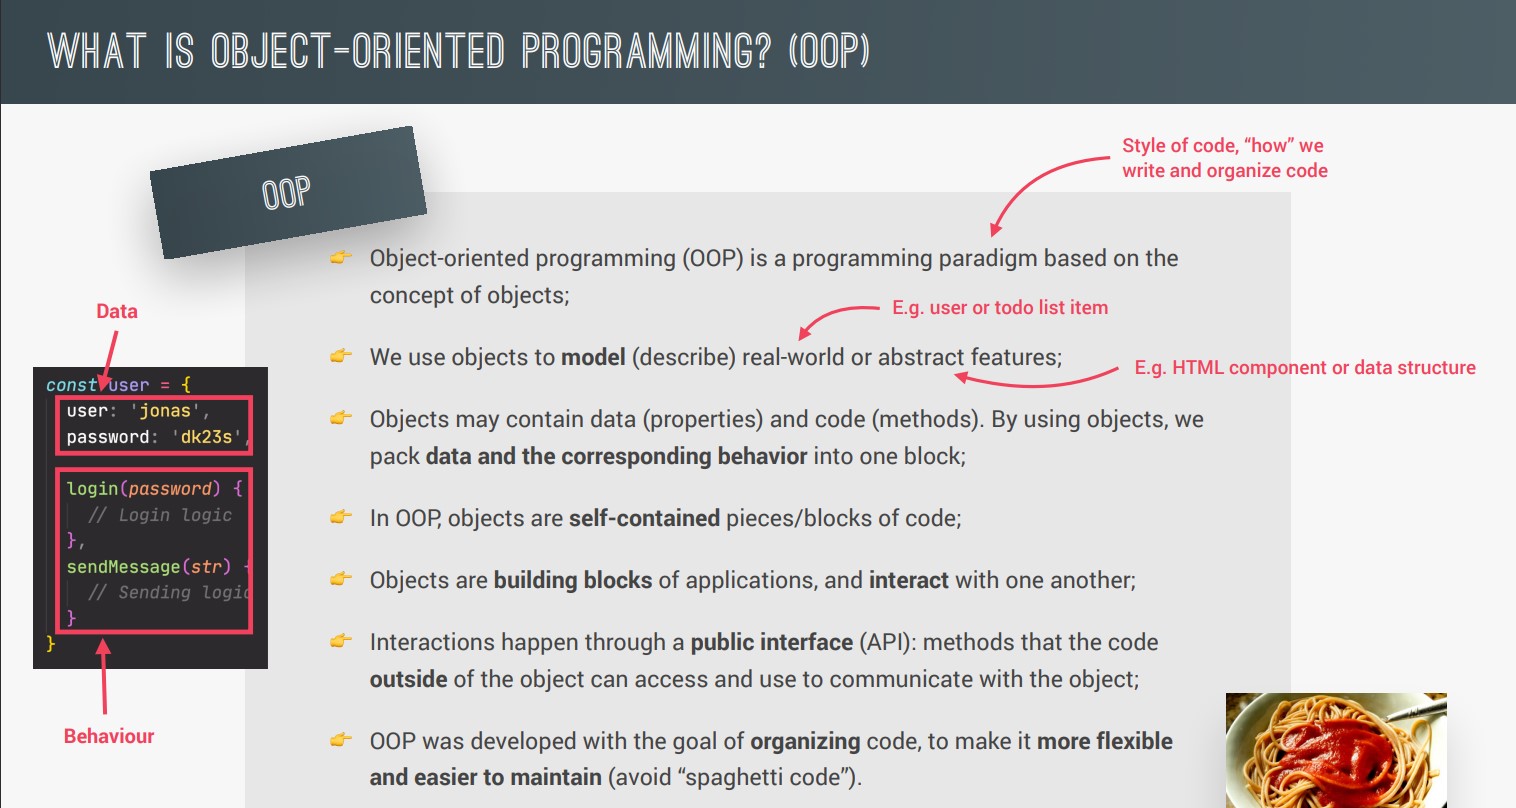 WHAT IS OBJECT-ORIENTED PROGRAMMING? (OOP)
OOP
Style of code, “how” we
write and organize code
👉 Object-oriented programming (OOP) is a programming paradigm based on the
concept of objects;
E.g. user or todo list item
👉 We use objects to model (describe) real-world or abstract features;
E.g. HTML component or data structure
👉 Objects may contain data (properties) and code (methods). By using objects, we
pack data and the corresponding behavior into one block;
👉 In OOP, objects are self-contained pieces/blocks of code;
👉 Objects are building blocks of applications, and interact with one another;
👉 Interactions happen through a public interface (API): methods that the code
outside of the object can access and use to communicate with the object;
👉 OOP was developed with the goal of organizing code, to make it more flexible
and easier to maintain (avoid “spaghetti code”).
Data
const user = {
user: 'jonas',
password: 'dk23s',
login(password) {
// Login logic
},
sendMessage(str) {
// Sending logic
}
}
Behaviour